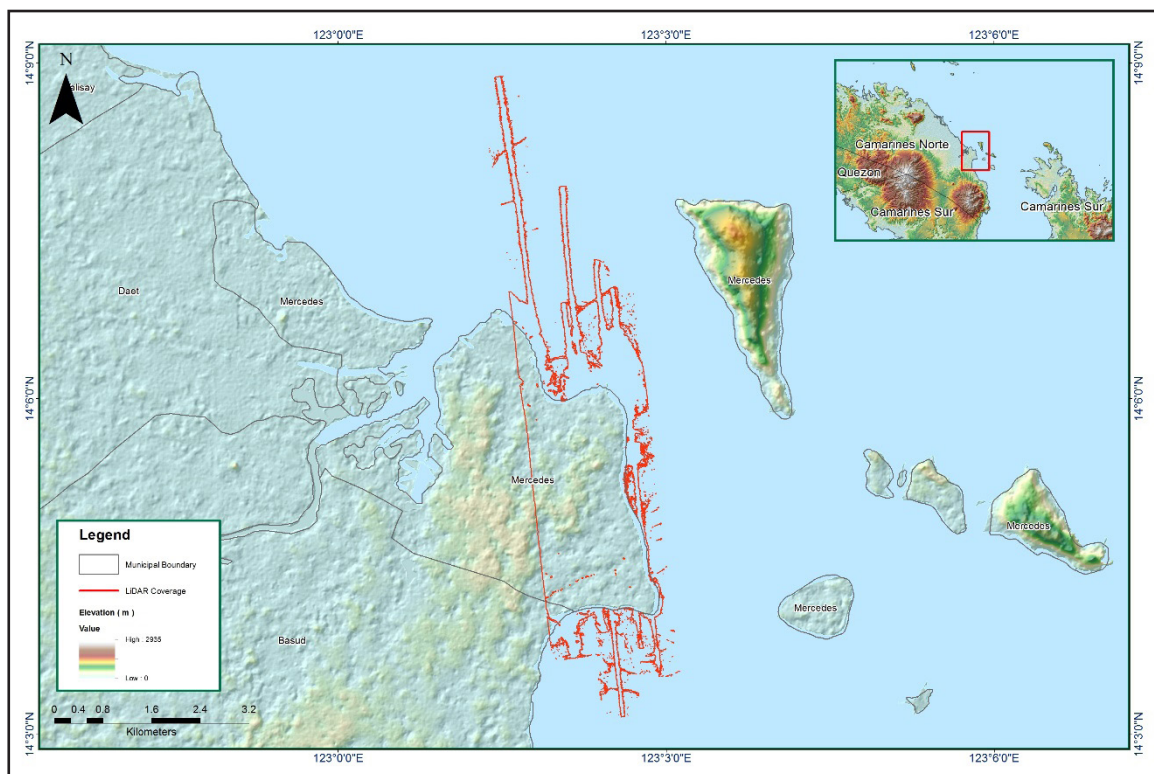 123°0'0"E 123°3'0"E 123°6'0"E
14°9'0"N
14°9'0"N
N
alisay
Camarines Norte
Quezon
Camarines Sur
Camarines Sur
Mercedes
Daet
Mercedes
14°6'0"N
14°6'0"N
Mercedes
Mercedes
Mercedes
Basud
Legend
Municipal Boundary
LiDAR Coverage
Elevation ( m )
Value
High : 2935
Low : 0
0 0.4 0.8 1.6 2.4 3.2
Kilometers
14°3'0"N
14°3'0"N
123°0'0"E 123°3'0"E 123°6'0"E